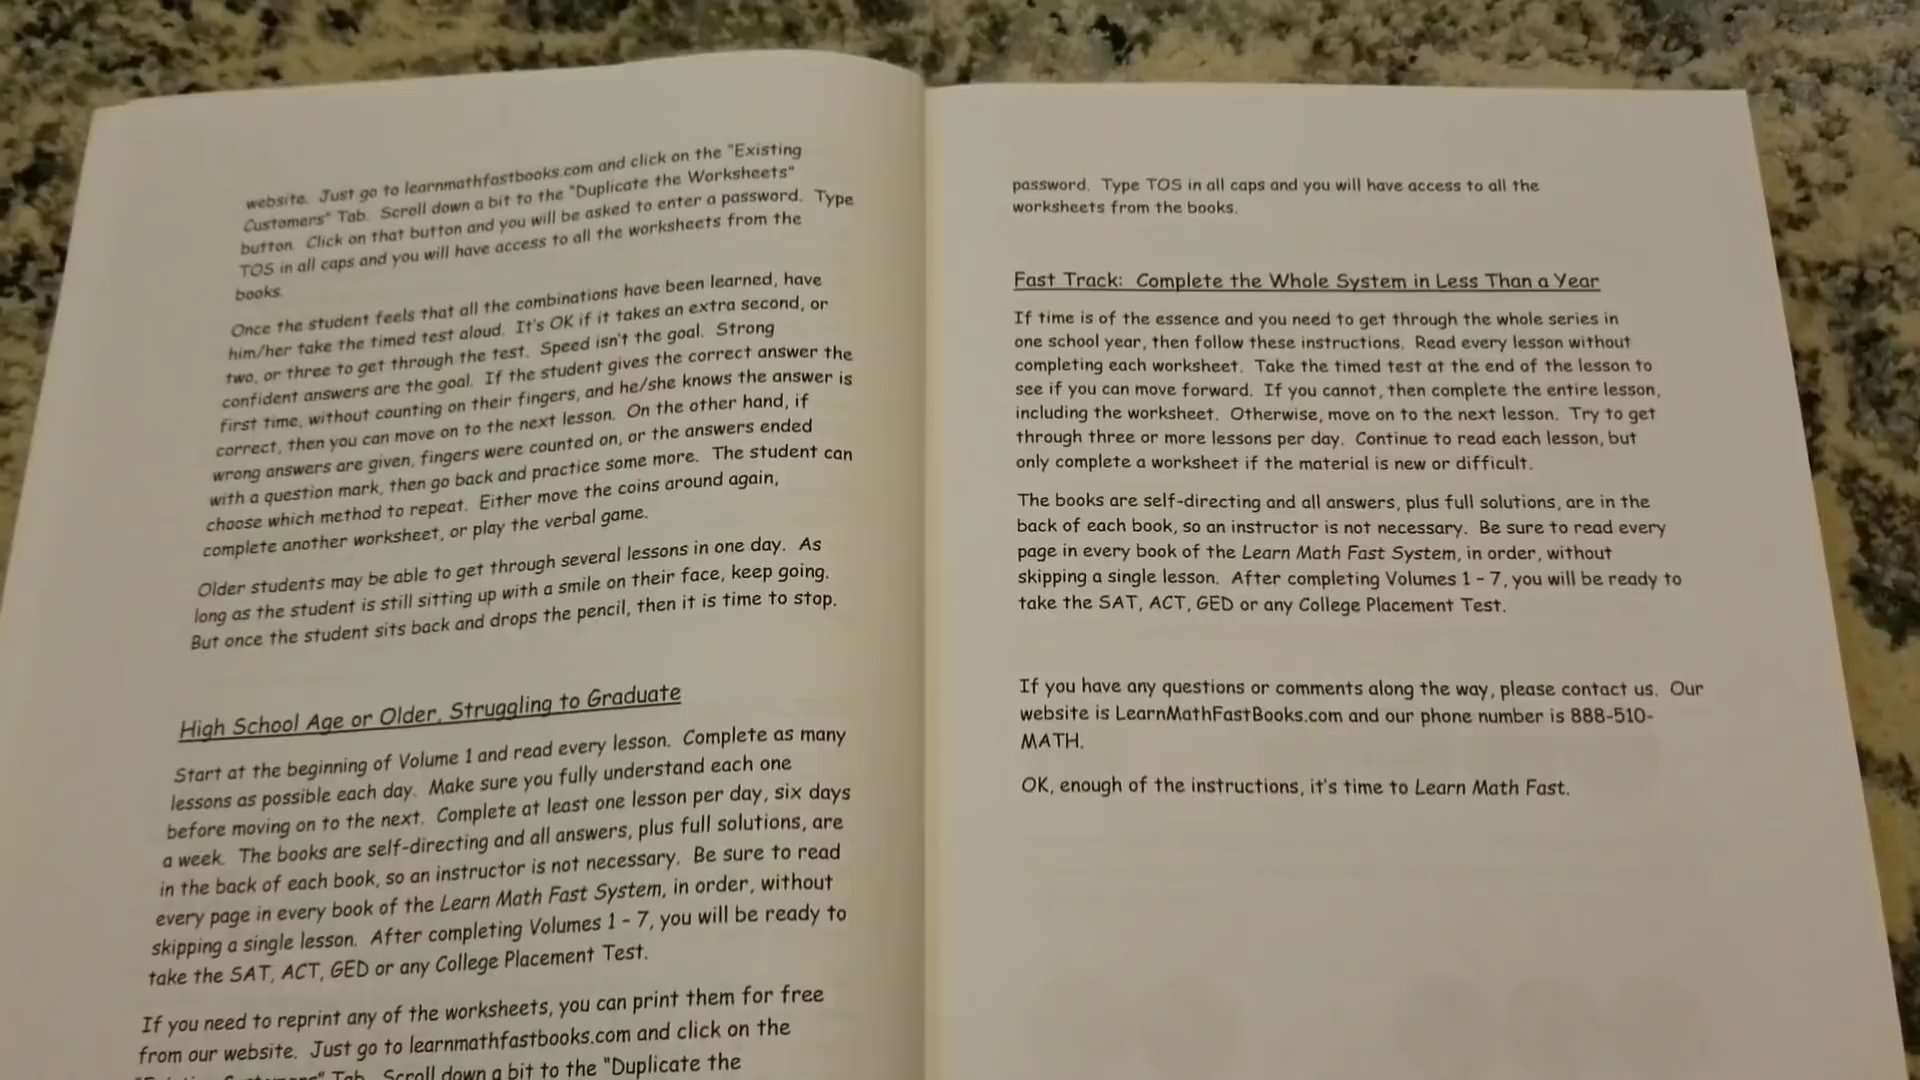 website. Just go to learnmathfastbooks.com and click on the "Existing
Customers" Tab. Scroll down a bit to the "Duplicate the Worksheets"
button. Click on that button and you will be asked to enter a password. Type
TOS in all caps and you will have access to all the worksheets from the
books.
Once the student feels that all the combinations have been learned, have
him/her take the timed test aloud. It's OK if it takes an extra second, or
two, or three to get through the test. Speed isn't the goal. Strong
confident answers are the goal. If the student gives the correct answer the
first time, without counting on their fingers, and he/she knows the answer is
correct, then you can move on to the next lesson. On the other hand, if
wrong answers are given, fingers were counted on, or the answers ended
with a question mark, then go back and practice some more. The student can
choose which method to repeat. Either move the coins around again,
complete another worksheet, or play the verbal game.
Older students may be able to get through several lessons in one day. As
long as the student is still sitting up with a smile on their face, keep going.
But once the student sits back and drops the pencil, then it is time to stop.
High School Age or Older, Struggling to Graduate
Start at the beginning of Volume 1 and read every lesson. Complete as many
lessons as possible each day. Make sure you fully understand each one
before moving on to the next. Complete at least one lesson per day, six days
a week. The books are self-directing and all answers, plus full solutions, are
in the back of each book, so an instructor is not necessary. Be sure to read
every page in every book of the Learn Math Fast System, in order, without
skipping a single lesson. After completing Volumes 1 - 7, you will be ready to
take the SAT, ACT, GED or any College Placement Test.
If you need to reprint any of the worksheets, you can print them for free
from our website. Just go to learnmathfastbooks.com and click on the
Tab. Scroll down a bit to the "Duplicate the
password. Type TOS in all caps and you will have access to all the
worksheets from the books.
Fast Track: Complete the Whole System in Less Than a Year
If time is of the essence and you need to get through the whole series in
one school year, then follow these instructions. Read every lesson without
completing each worksheet. Take the timed test at the end of the lesson to
see if you can move forward. If you cannot, then complete the entire lesson,
including the worksheet. Otherwise, move on to the next lesson. Try to get
through three or more lessons per day. Continue to read each lesson, but
only complete a worksheet if the material is new or difficult.
The books are self-directing and all answers, plus full solutions, are in the
back of each book, so an instructor is not necessary. Be sure to read every
page in every book of the Learn Math Fast System, in order, without
skipping a single lesson. After completing Volumes 1 - 7, you will be ready to
take the SAT, ACT, GED or any College Placement Test.
If you have any questions or comments along the way, please contact us. Our
website is LearnMathFastBooks.com and our phone number is 888-510-
MATH.
OK, enough of the instructions, it's time to Learn Math Fast.